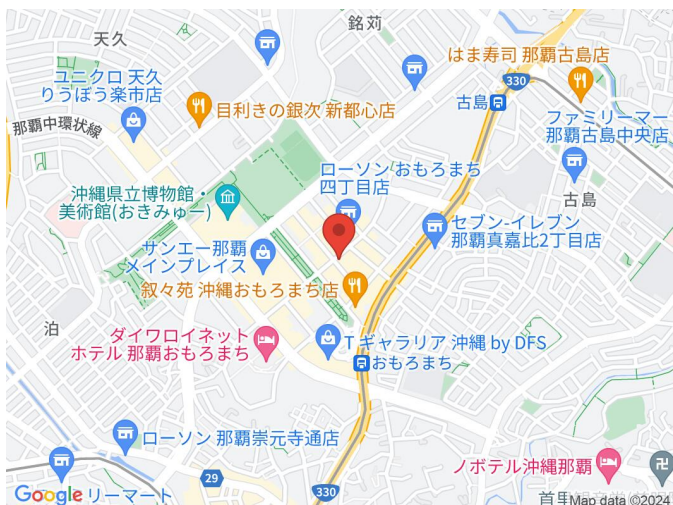 天久
銘苅
ユニクロ 天久
りうぼう楽市店
はま寿司 那覇古島店
330
古島
目利きの銀次 新都心店
那覇中環状線
ファミリーマー
那覇古島中央店
ローソン おもろまち
四丁目店
沖縄県立博物館・
美術館(おきみゅー)
古島
セブン-イレブン
那覇真嘉比2丁目店
サンエー那覇
メインプレイス
叙々苑 沖縄おもろまち店
泊
ダイワロイネット
ホテル 那覇おもろまち
T ギャラリア 沖縄 by DFS
おもろまち
ローソン 那覇崇元寺通店
ノボテル沖縄那覇
29
Google
リーマート
330
首里
Map data ©2024